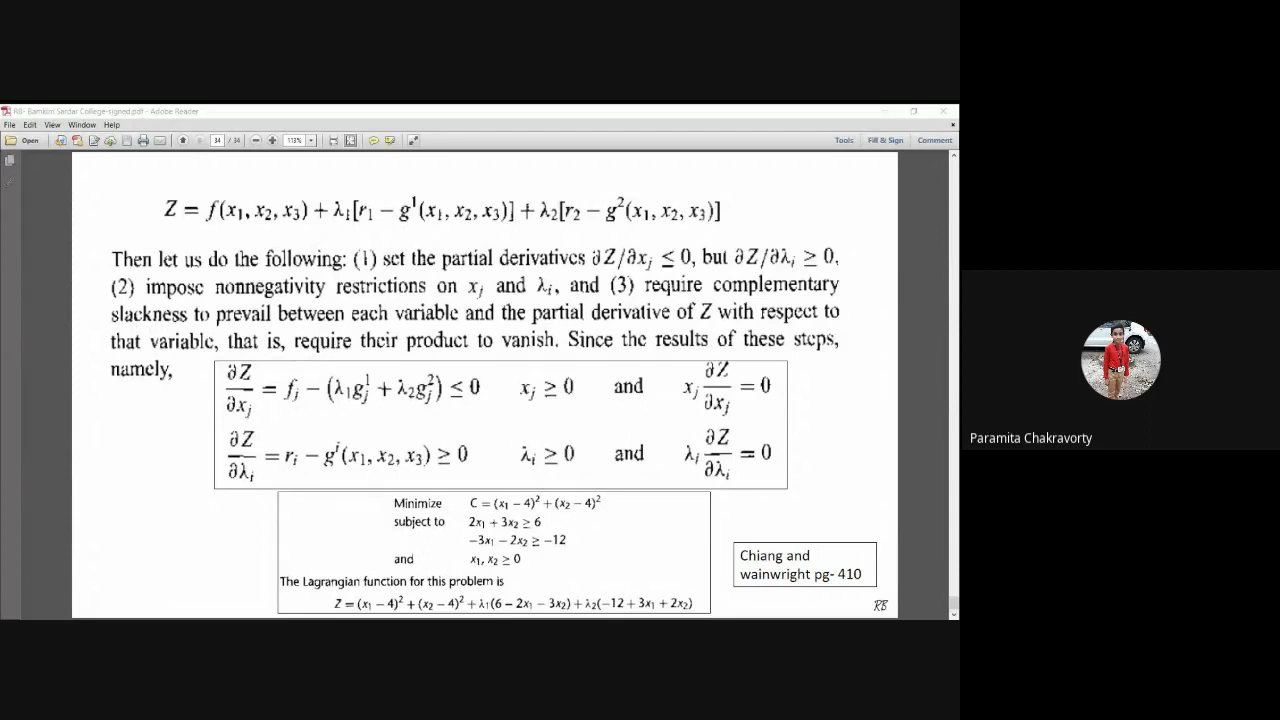 RB- Bamkim Sardar College-signed.pdf - Adobe Reader
File Edit View Window Help
Open 34 / 38 113% Tools Fill & Sign Comment
Z = f(x₁, x₂, x₃) + λ₁[r₁ − g¹(x₁, x₂, x₃)] + λ₂[r₂ − g²(x₁, x₂, x₃)]
Then let us do the following: (1) set the partial derivatives ∂Z/∂xⱼ ≤ 0, but ∂Z/∂λᵢ ≥ 0,
(2) impose nonnegativity restrictions on xⱼ and λᵢ, and (3) require complementary
slackness to prevail between each variable and the partial derivative of Z with respect to
that variable, that is, require their product to vanish. Since the results of these steps,
namely,
∂Z/∂xⱼ = fⱼ − (λ₁g¹ⱼ + λ₂g²ⱼ) ≤ 0 xⱼ ≥ 0 and xⱼ ∂Z/∂xⱼ = 0
∂Z/∂λᵢ = rᵢ − gⁱ(x₁, x₂, x₃) ≥ 0 λᵢ ≥ 0 and λᵢ ∂Z/∂λᵢ = 0
Minimize C = (x₁ − 4)² + (x₂ − 4)²
subject to 2x₁ + 3x₂ ≥ 6
−3x₁ − 2x₂ ≥ −12
and x₁, x₂ ≥ 0
The Lagrangian function for this problem is
Z = (x₁ − 4)² + (x₂ − 4)² + λ₁(6 − 2x₁ − 3x₂) + λ₂(−12 + 3x₁ + 2x₂)
Chiang and
wainwright pg- 410
RB
Paramita Chakravorty